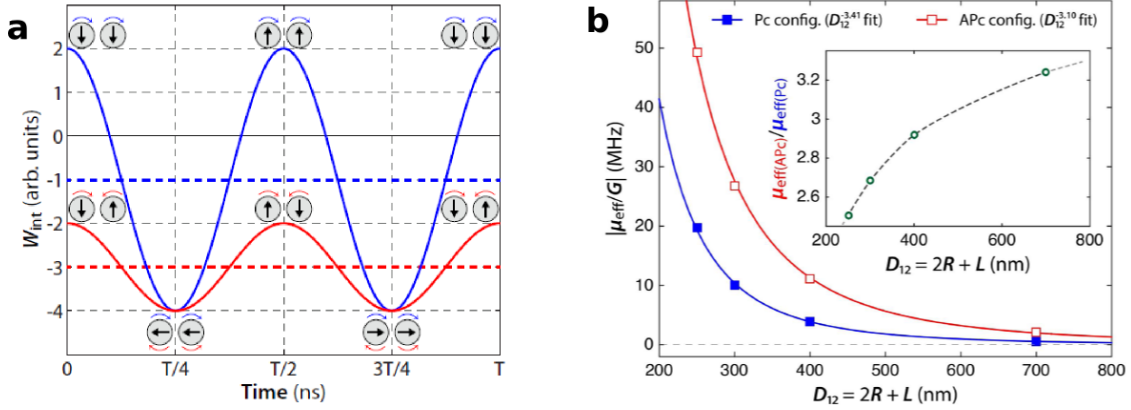 a
2
1
0
-1
-2
-3
-4
W_int (arb. units)
0
T/4
T/2
3T/4
T
Time (ns)
b
Pc config. (D_12^-3.41 fit)
APc config. (D_12^-3.10 fit)
50
40
30
20
10
0
|μ_eff/G| (MHz)
200
300
400
500
600
700
800
D_12 = 2R + L (nm)
3.2
3
2.8
2.6
μ_eff(APc)/μ_eff(Pc)
200
400
600
800
D_12 = 2R + L (nm)